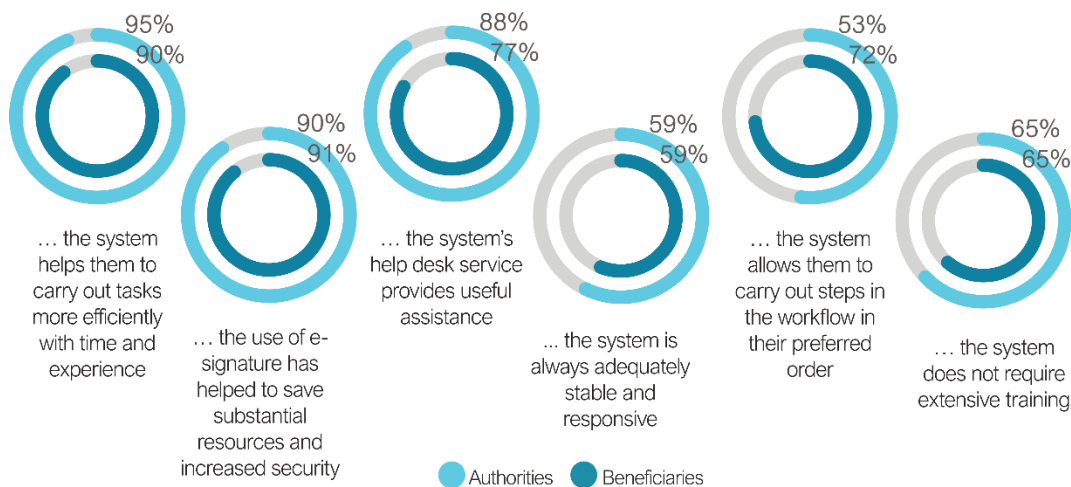 95%
90%
… the system
helps them to
carry out tasks
more efficiently
with time and
experience
90%
91%
… the use of e-
signature has
helped to save
substantial
resources and
increased security
88%
77%
… the system’s
help desk service
provides useful
assistance
59%
59%
... the system is
always adequately
stable and
responsive
53%
72%
… the system
allows them to
carry out steps in
the workflow in
their preferred
order
65%
65%
… the system
does not require
extensive training
Authorities
Beneficiaries